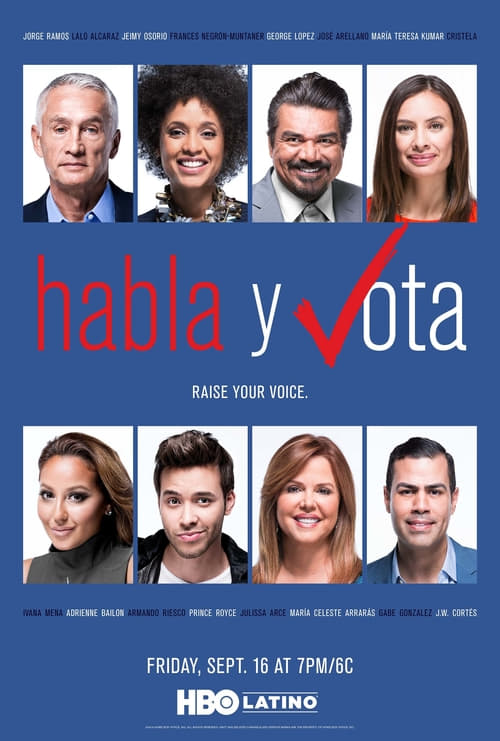 JORGE RAMOS LALO ALCARAZ JEIMY OSORIO FRANCES NEGRÓN-MUNTANER GEORGE LOPEZ JOSÉ ARELLANO MARÍA TERESA KUMAR CRISTELA
habla y Vota
RAISE YOUR VOICE.
IVANA MENA ADRIENNE BAILON ARMANDO RIESCO PRINCE ROYCE JULISSA ARCE MARÍA CELESTE ARRARÁS GABE GONZALEZ J.W. CORTÉS
FRIDAY, SEPT. 16 AT 7PM/6C
HBO LATINO